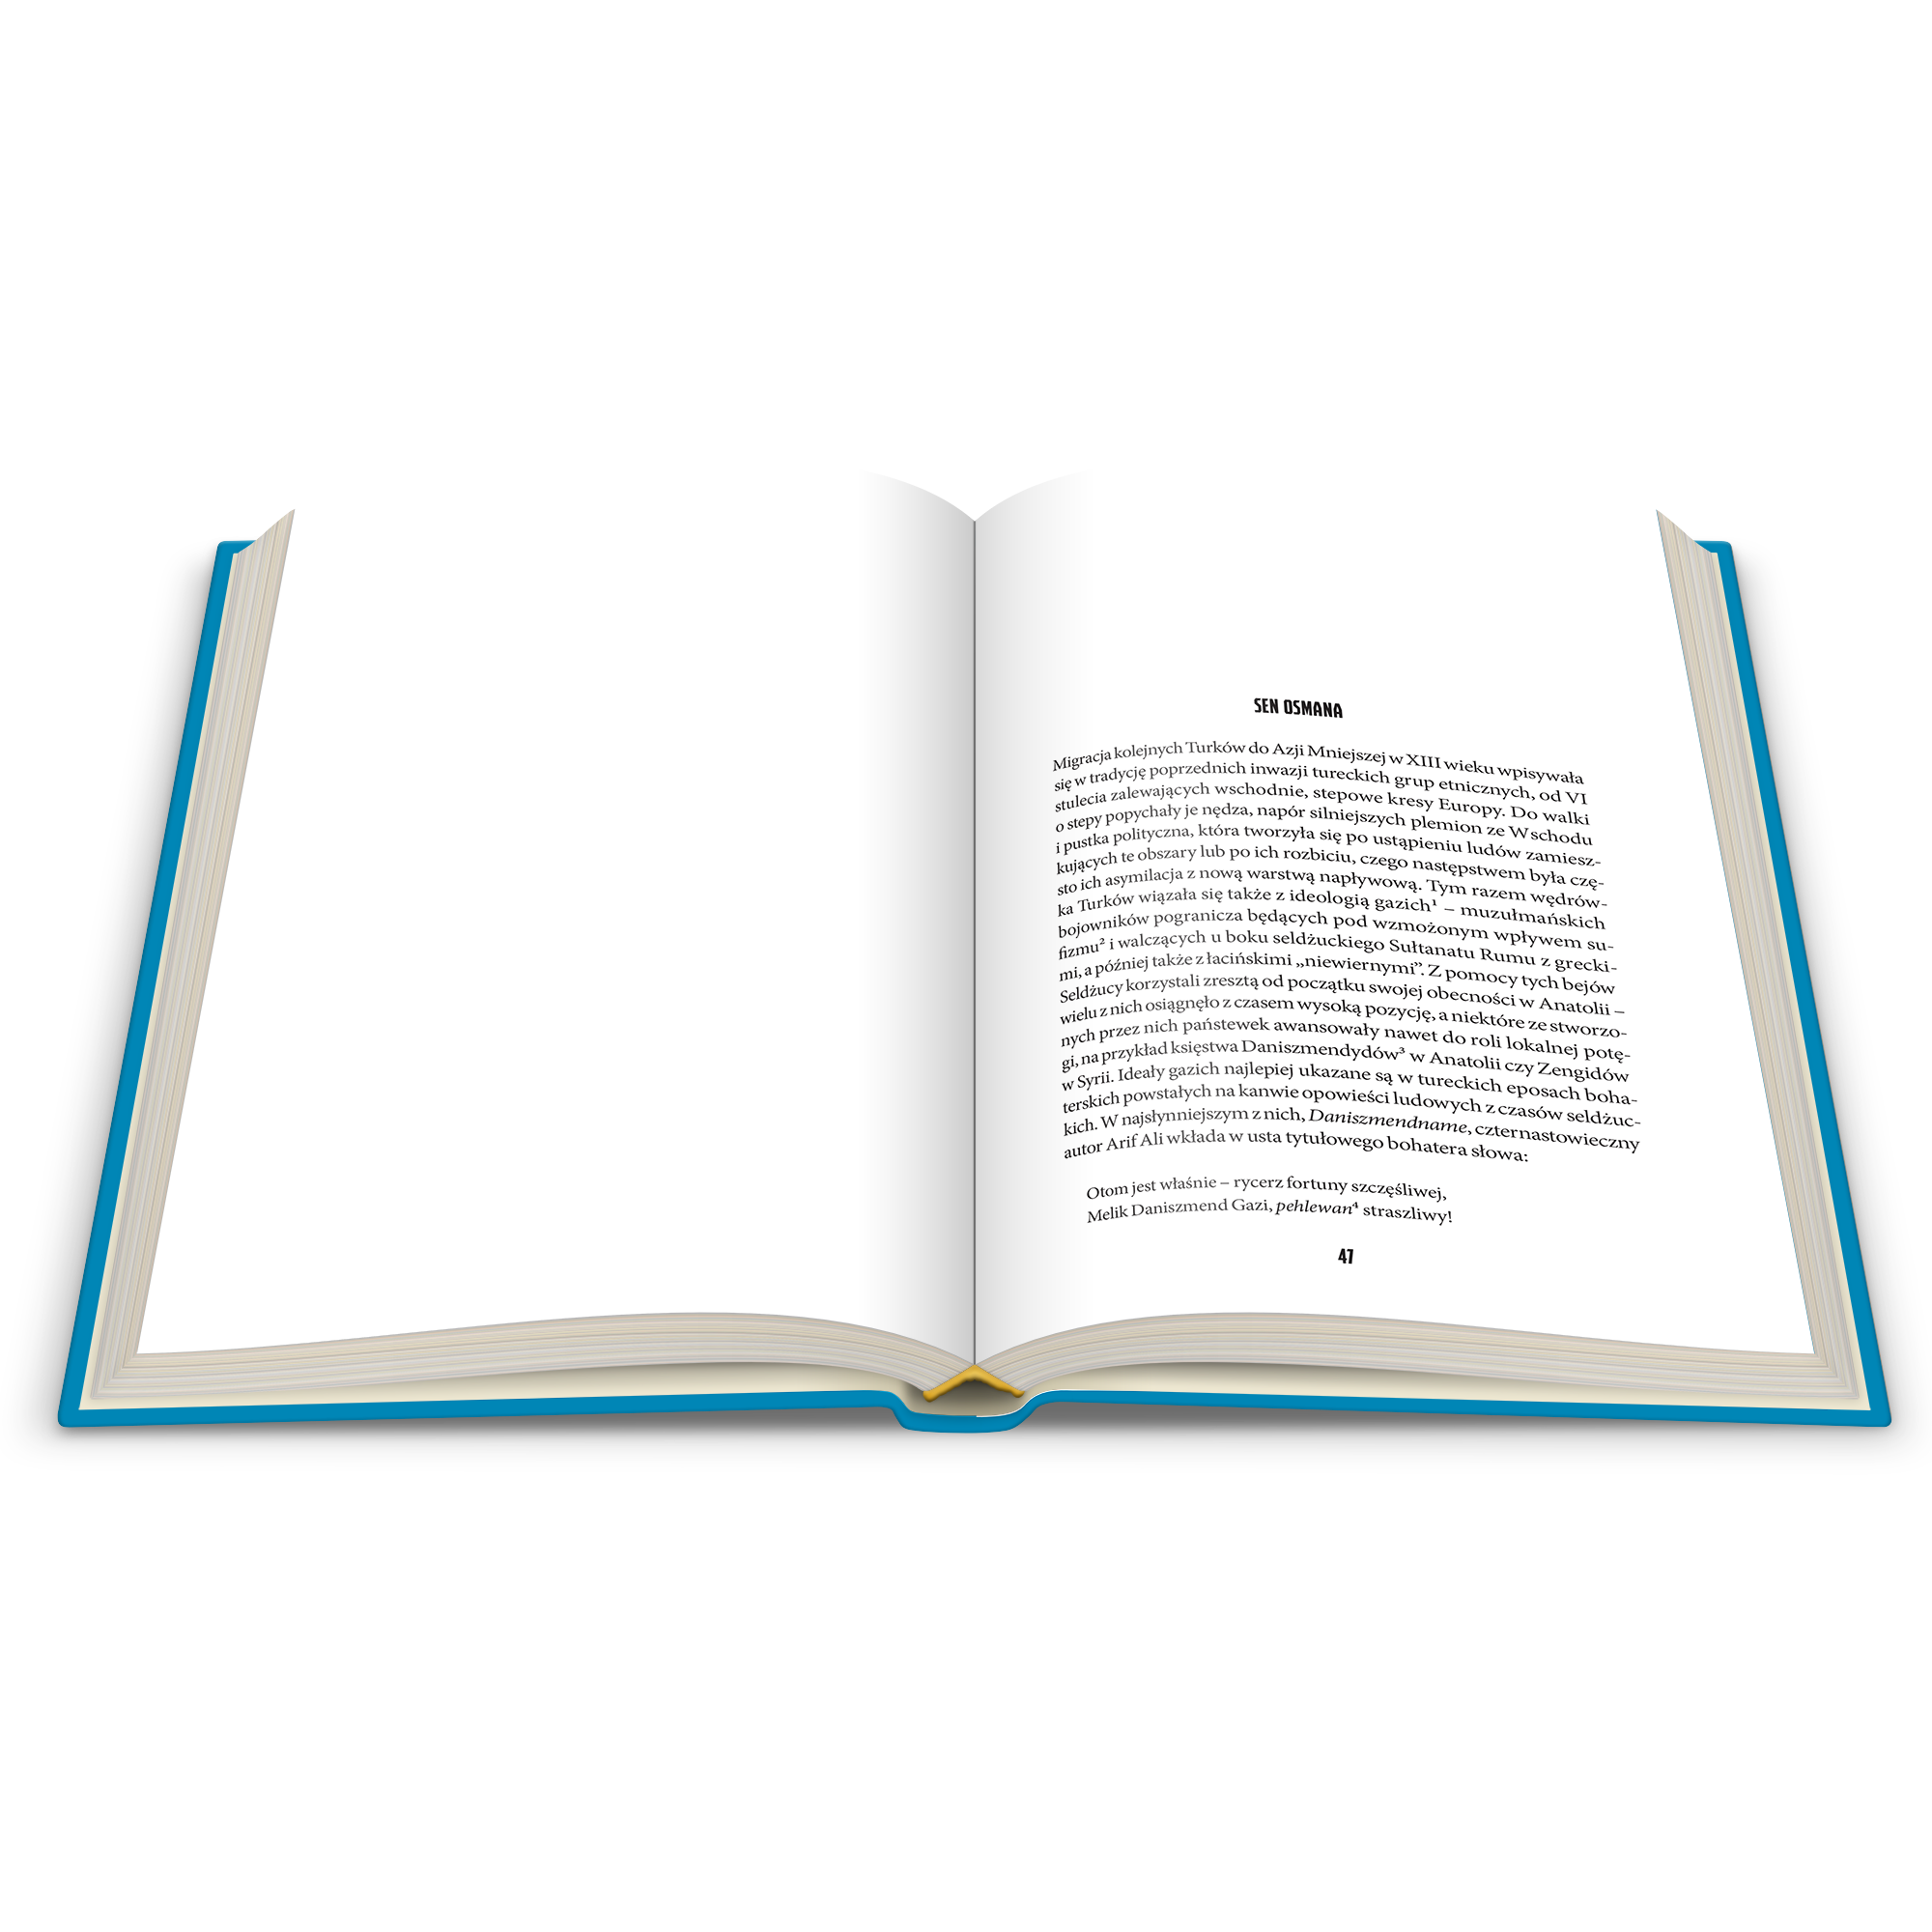 SEN OSMANA
Migracja kolejnych Turków do Azji Mniejszej w XIII wieku wpisywała
się w tradycję poprzednich inwazji tureckich grup etnicznych, od VI
stulecia zalewających wschodnie, stepowe kresy Europy. Do walki
o stepy popychały je nędza, napór silniejszych plemion ze Wschodu
i pustka polityczna, która tworzyła się po ustąpieniu ludów zamiesz-
kujących te obszary lub po ich rozbiciu, czego następstwem była czę-
sto ich asymilacja z nową warstwą napływową. Tym razem wędrów-
ka Turków wiązała się także z ideologią gazich¹ – muzułmańskich
bojowników pogranicza będących pod wzmożonym wpływem su-
fizmu² i walczących u boku seldżuckiego Sułtanatu Rumu z grecki-
mi, a później także z łacińskimi „niewiernymi”. Z pomocy tych bejów
Seldżucy korzystali zresztą od początku swojej obecności w Anatolii –
wielu z nich osiągnęło z czasem wysoką pozycję, a niektóre ze stworzo-
nych przez nich państewek awansowały nawet do roli lokalnej potę-
gi, na przykład księstwa Daniszmendydów³ w Anatolii czy Zengidów
w Syrii. Ideały gazich najlepiej ukazane są w tureckich eposach boha-
terskich powstałych na kanwie opowieści ludowych z czasów seldżuc-
kich. W najsłynniejszym z nich, Daniszmendname, czternastowieczny
autor Arif Ali wkłada w usta tytułowego bohatera słowa:
Otom jest właśnie – rycerz fortuny szczęśliwej,
Melik Daniszmend Gazi, pehlewan⁴ straszliwy!
47